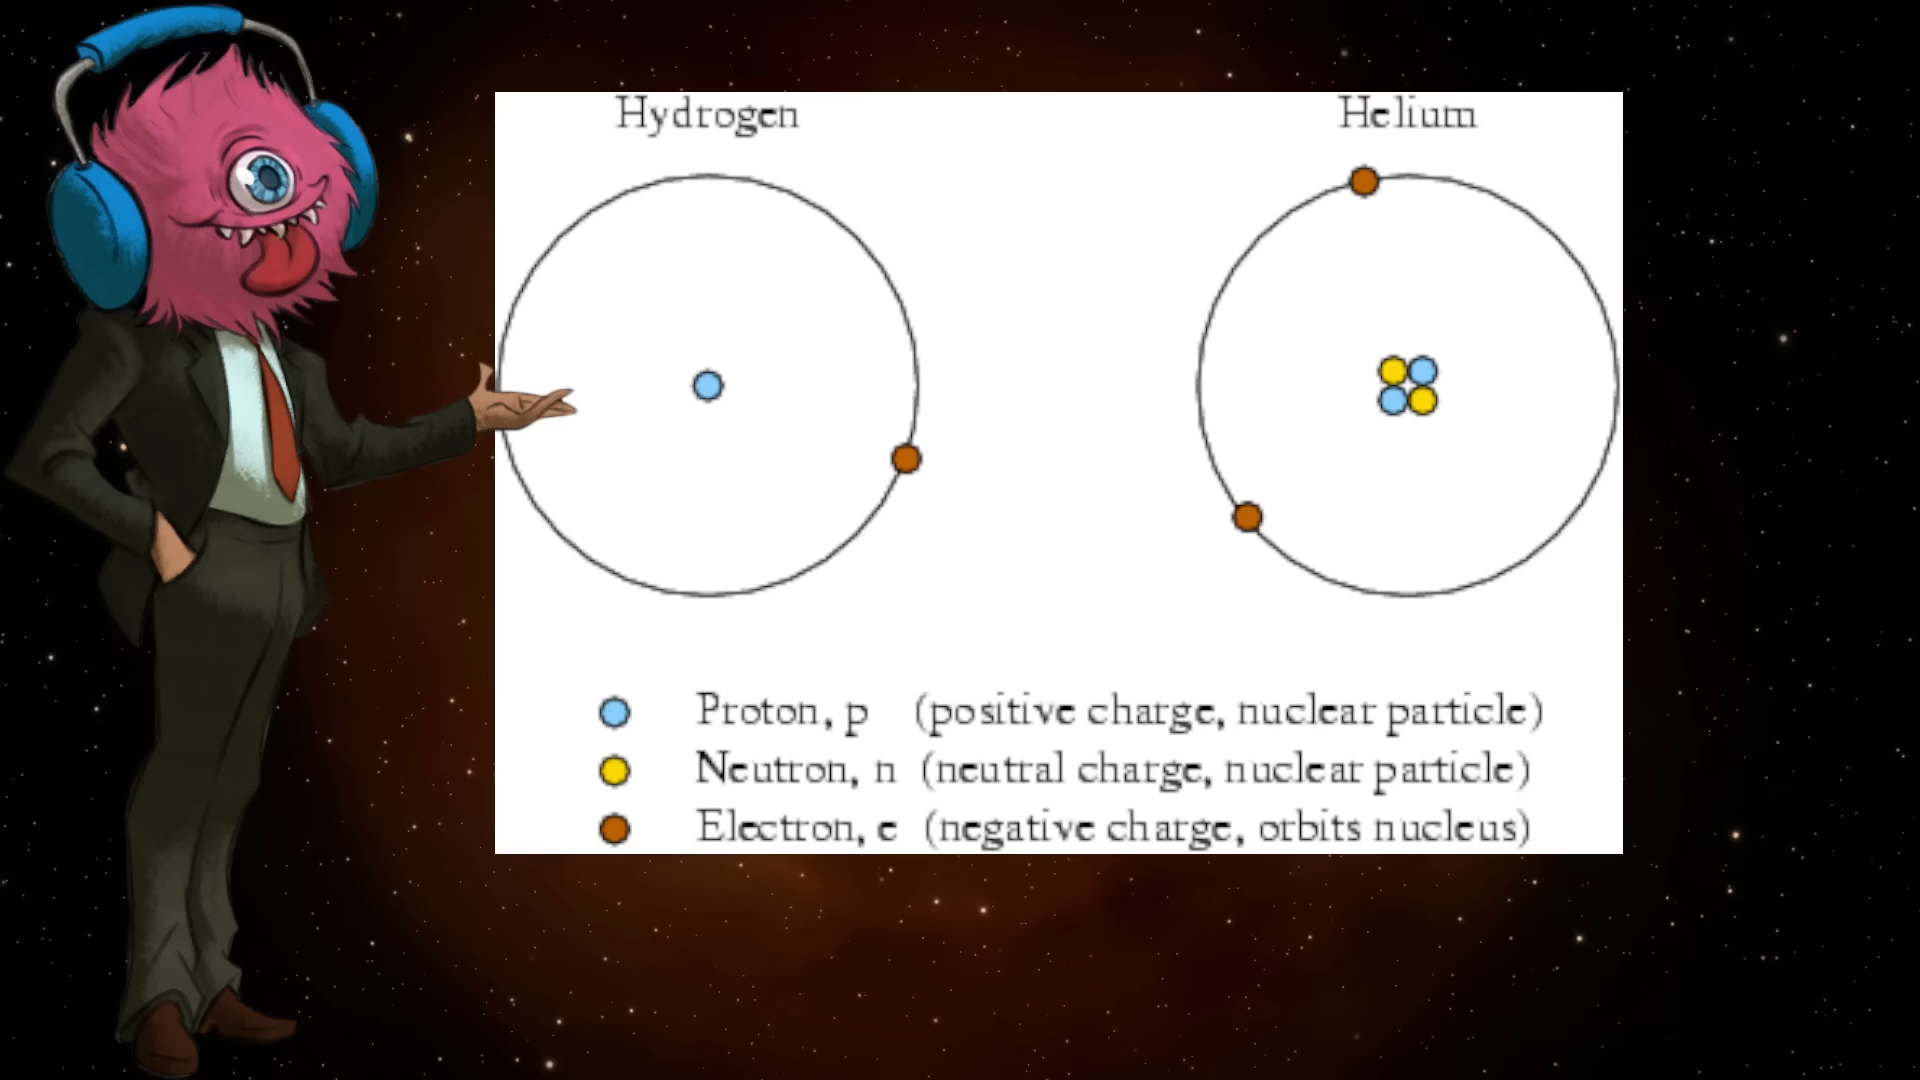 Hydrogen
Helium
Proton, p (positive charge, nuclear particle)
Neutron, n (neutral charge, nuclear particle)
Electron, e (negative charge, orbits nucleus)